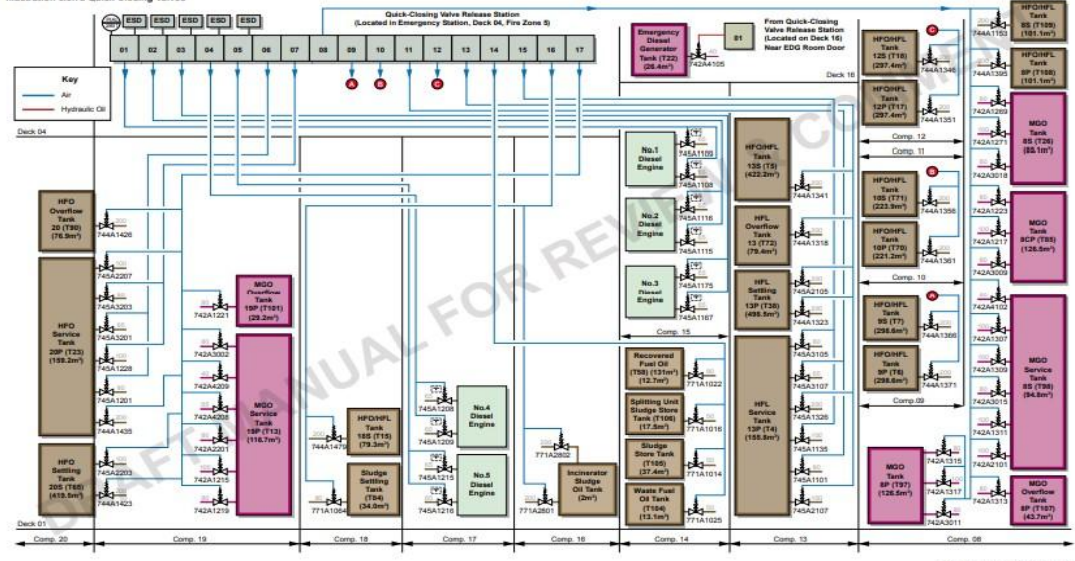 Quick-Closing Valve Release Station
(Located in Emergency Station, Deck 04, Fire Zone 5)
ESD
ESD
ESD
ESD
ESD
01
02
03
04
05
06
07
08
09
10
11
12
13
14
15
16
17
A
B
C
Key
Air
Hydraulic Oil
Deck 04
Emergency
Diesel
Generator
Tank (T22)
(26.4m³)
742A4105
01
From Quick-Closing
Valve Release Station
(Located on Deck 16)
Near EDG Room Door
Deck 16
HFO
Overflow
Tank
20 (T90)
(76.9m³)
744A1426
HFO
Service
Tank
20P (T23)
(159.2m³)
745A2207
745A3203
745A3201
745A1228
745A1201
744A1435
HFO
Settling
Tank
745A2203
744A1423
MGO
Overflow
Tank
19P (T101)
(29.2m³)
742A1221
MGO
Service
Tank
19P (T13)
(116.7m³)
742A3002
742A4209
742A4208
742A2201
742A1215
742A1219
HFO/HFL
Tank
18S (T15)
(79.3m³)
744A1479
Sludge
Settling
Tank
(T84)
(34.0m³)
771A1064
No.4
Diesel
Engine
745A1208
745A1209
No.5
Diesel
Engine
745A1215
745A1216
771A2802
Incinerator
Sludge
Oil Tank
(2m³)
771A2801
No.1
Diesel
Engine
745A1109
745A1108
No.2
Diesel
Engine
745A1116
745A1115
No.3
Diesel
Engine
745A1175
745A1167
Comp. 15
Recovered
Fuel Oil
(T58) (131m³)
(12.7m³)
771A1022
Splitting Unit
Sludge Store
Tank (T106)
(17.5m³)
771A1016
Sludge
Store Tank
(T105)
(37.4m³)
771A1014
Waste Fuel
Oil Tank
(T104)
(13.1m³)
771A1025
HFO/HFL
Tank
13S (T5)
(422.2m³)
744A1341
HFL
Overflow
Tank
13 (T72)
(79.4m³)
744A1318
HFL
Settling
Tank
13P (T38)
(498.5m³)
745A2105
744A1323
HFL
Service
Tank
13P (T4)
(155.8m³)
745A3105
745A3107
745A1326
745A1135
745A1101
745A2107
HFO/HFL
Tank
12S (T18)
(297.4m³)
C
744A1346
HFO/HFL
Tank
12P (T17)
(297.4m³)
744A1351
Comp. 12
Comp. 11
HFO/HFL
Tank
10S (T71)
(223.9m³)
B
744A1356
HFO/HFL
Tank
10P (T70)
(221.2m³)
744A1361
Comp. 10
HFO/HFL
Tank
9S (T7)
(298.6m³)
A
744A1366
HFO/HFL
Tank
9P (T6)
(298.6m³)
744A1371
Comp.09
MGO
Tank
8P (T97)
(126.5m³)
742A1315
742A1317
742A3011
HFO/HFL
Tank
8S (T109)
(101.1m³)
744A1153
HFO/HFL
Tank
8P (T108)
(101.1m³)
744A1395
MGO
Tank
8S (T26)
742A1269
742A1271
742A3018
MGO
Tank
8CP (T85)
(126.5m³)
742A1223
742A1217
742A3009
MGO
Service
Tank
8S (T98)
(94.8m³)
742A4102
742A1307
742A1309
742A3015
742A1311
742A2101
MGO
Overflow
Tank
8P (T107)
(43.7m³)
742A1313
Deck 01
Comp. 20
Comp. 19
Comp. 18
Comp. 17
Comp. 16
Comp. 14
Comp. 13
Comp. 08
DRAFT MANUAL FOR REVIEW & COMMENT